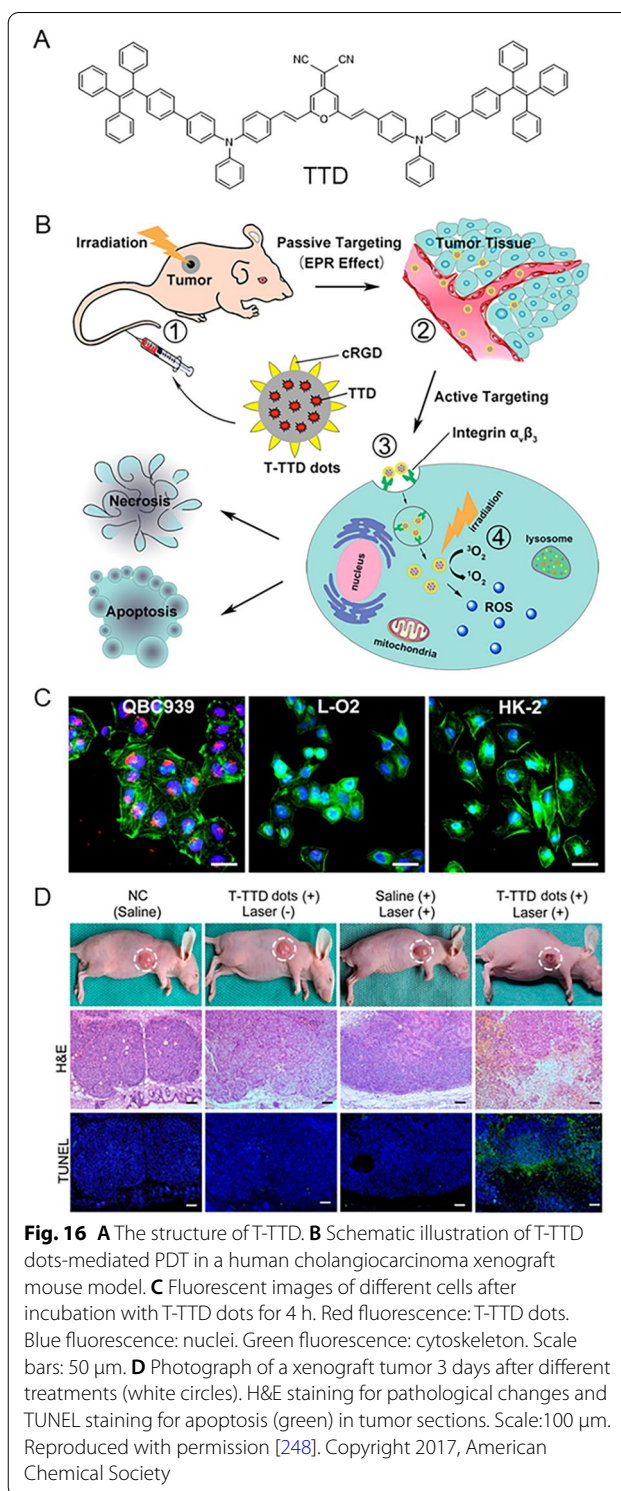 A
NC CN
O
N N
TTD
B
Irradiation
Tumor
Passive Targeting
(EPR Effect)
Tumor Tissue
①
②
cRGD
TTD
T-TTD dots
Active Targeting
③
Integrin αvβ3
Necrosis
Apoptosis
irradiation
④
³O₂
¹O₂
lysosome
nucleus
ROS
mitochondria
C
QBC939 L-O2 HK-2
D
NC
(Saline)
T-TTD dots (+)
Laser (-)
Saline (+)
Laser (+)
T-TTD dots (+)
Laser (+)
H&E
TUNEL
Fig. 16 A The structure of T-TTD. B Schematic illustration of T-TTD
dots-mediated PDT in a human cholangiocarcinoma xenograft
mouse model. C Fluorescent images of different cells after
incubation with T-TTD dots for 4 h. Red fluorescence: T-TTD dots.
Blue fluorescence: nuclei. Green fluorescence: cytoskeleton. Scale
bars: 50 μm. D Photograph of a xenograft tumor 3 days after different
treatments (white circles). H&E staining for pathological changes and
TUNEL staining for apoptosis (green) in tumor sections. Scale:100 μm.
Reproduced with permission [248]. Copyright 2017, American
Chemical Society